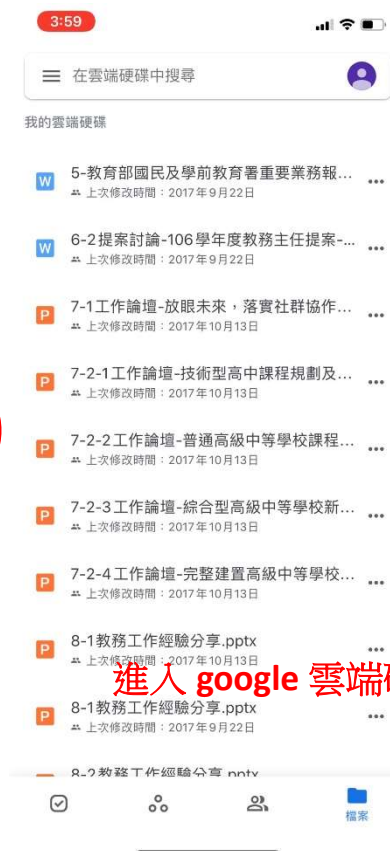 3:59
在雲端硬碟中搜尋
我的雲端硬碟
W 5-教育部國民及學前教育署重要業務報...
上次修改時間：2017年9月22日
W 6-2提案討論-106學年度教務主任提案-...
上次修改時間：2017年9月22日
P 7-1工作論壇-放眼未來，落實社群協作...
上次修改時間：2017年10月13日
P 7-2-1工作論壇-技術型高中課程規劃及...
上次修改時間：2017年10月13日
P 7-2-2工作論壇-普通高級中等學校課程...
上次修改時間：2017年10月13日
P 7-2-3工作論壇-綜合型高級中等學校新...
上次修改時間：2017年10月13日
P 7-2-4工作論壇-完整建置高級中等學校...
上次修改時間：2017年10月13日
P 8-1教務工作經驗分享.pptx
上次修改時間：2017年10月13日
進入 google 雲端
P 8-1教務工作經驗分享.pptx
上次修改時間：2017年9月22日
8-2教務工作經驗分享.pptx
檔案